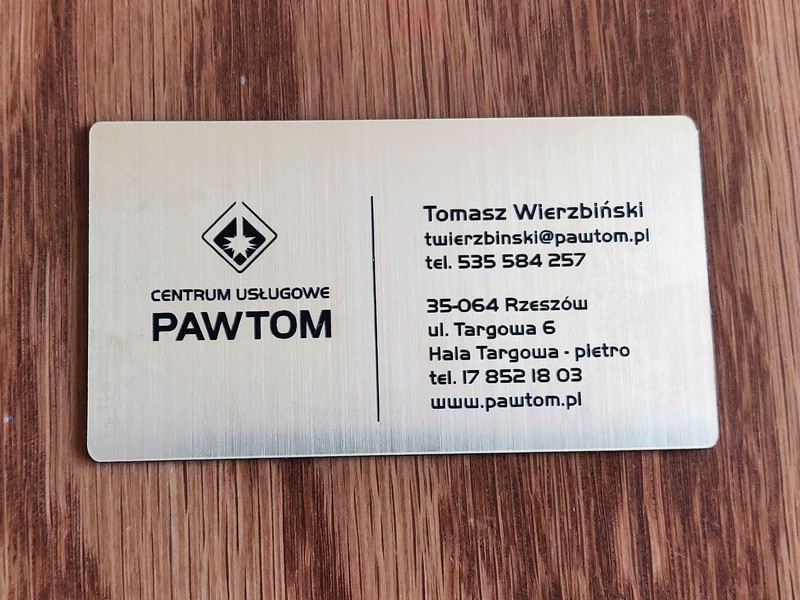 CENTRUM USŁUGOWE
PAWTOM
Tomasz Wierzbiński
twierzbinski@pawtom.pl
tel. 535 584 257
35-064 Rzeszów
ul. Targowa 6
Hala Targowa - piętro
tel. 17 852 18 03
www.pawtom.pl